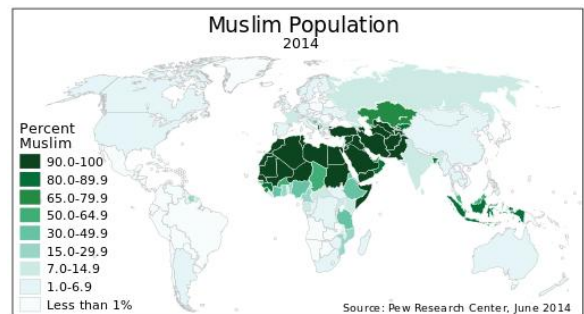 Muslim Population
2014
Percent
Muslim
90.0-100
80.0-89.9
65.0-79.9
50.0-64.9
30.0-49.9
15.0-29.9
7.0-14.9
1.0-6.9
Less than 1%
Source: Pew Research Center, June 2014